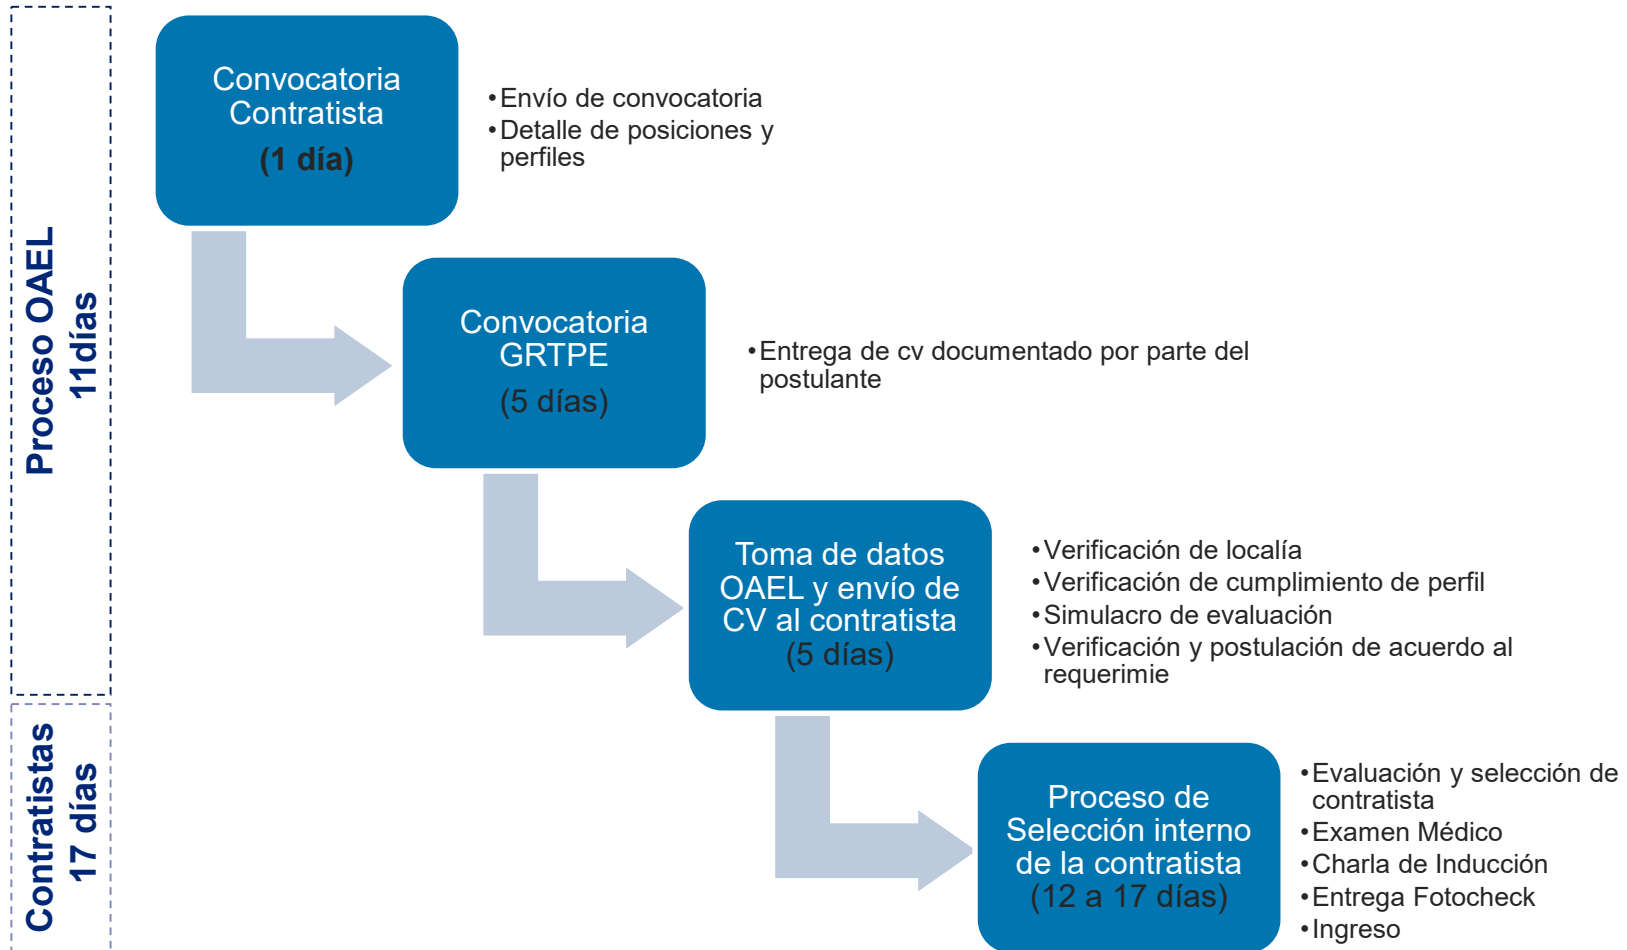 Proceso OAEL
11días
Convocatoria
Contratista
(1 día)
•Envío de convocatoria
•Detalle de posiciones y
perfiles
Convocatoria
GRTPE
(5 días)
•Entrega de cv documentado por parte del
postulante
Toma de datos
OAEL y envío de
CV al contratista
(5 días)
•Verificación de localía
•Verificación de cumplimiento de perfil
•Simulacro de evaluación
•Verificación y postulación de acuerdo al
requerimie
Contratistas
17 días
Proceso de
Selección interno
de la contratista
(12 a 17 días)
•Evaluación y selección de
contratista
•Examen Médico
•Charla de Inducción
•Entrega Fotocheck
•Ingreso